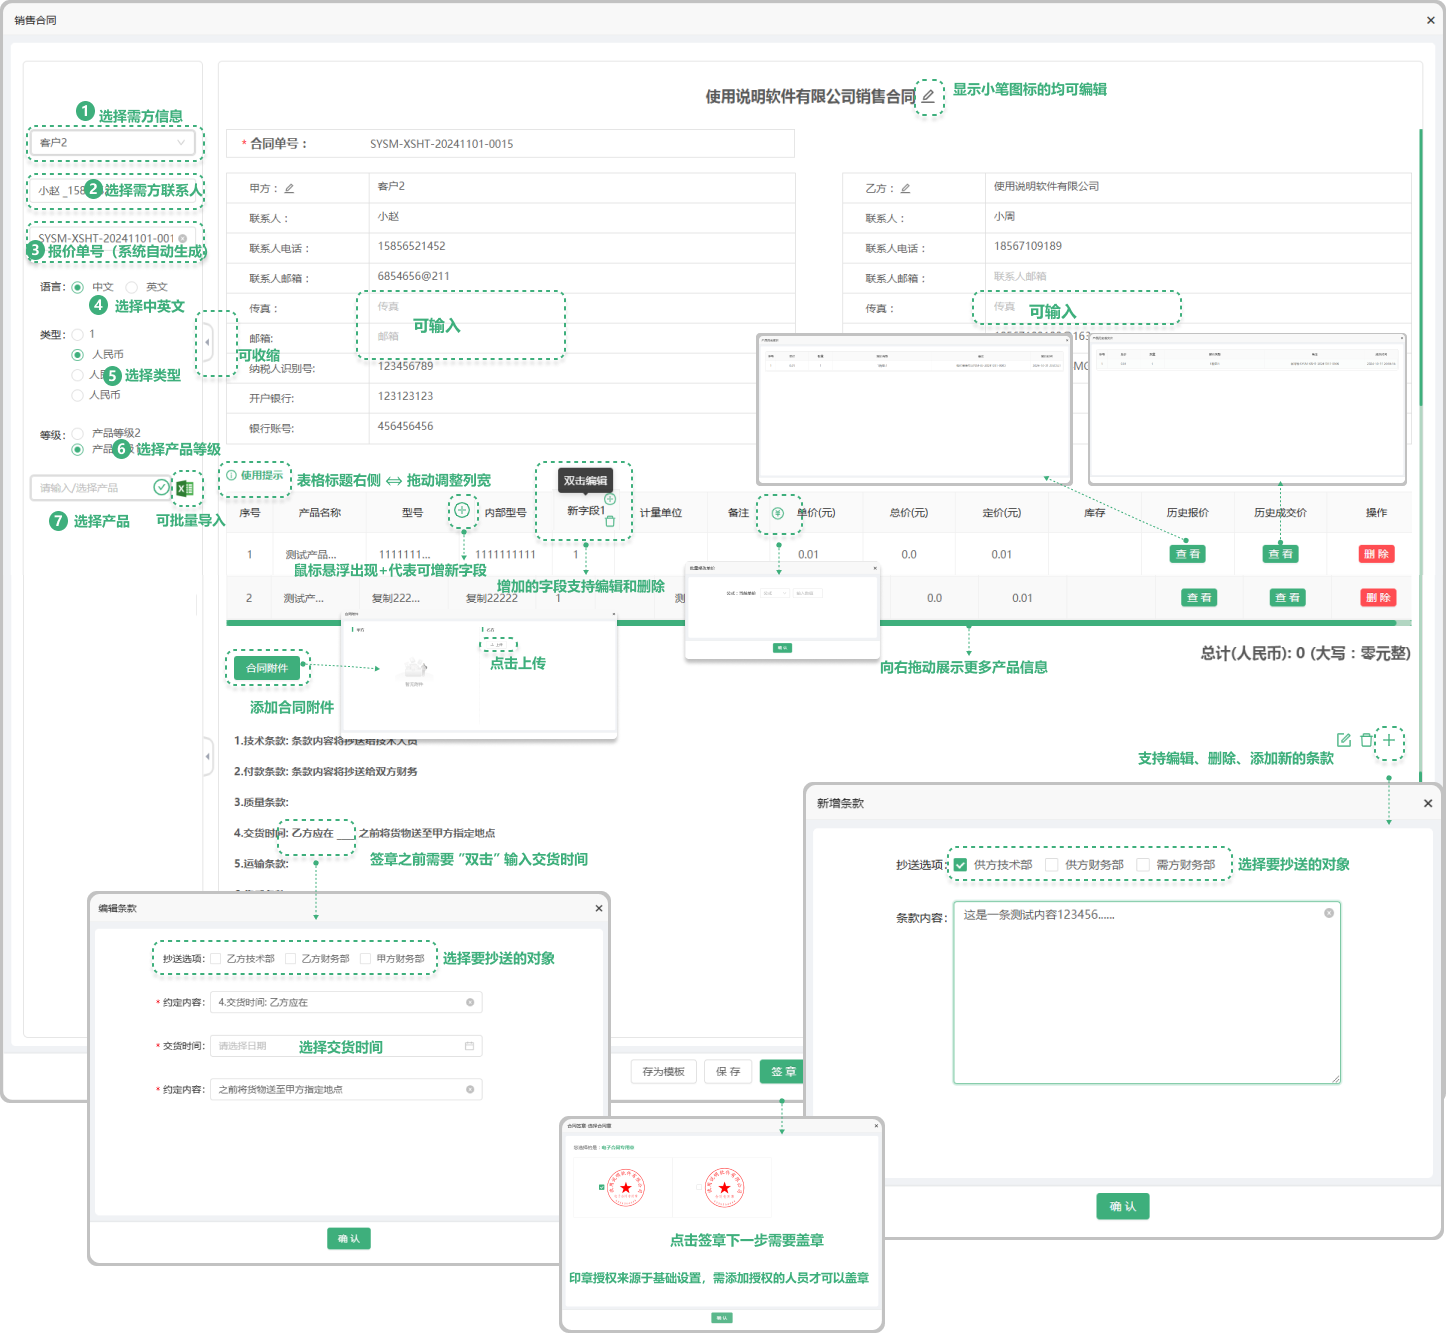 销售合同
使用说明软件有限公司销售合同
显示小笔图标的均可编辑
1 选择需方信息
客户2
小赵 _158
2 选择需方联系人
SYSM-XSHT-20241101-001
3 报价单号（系统自动生成）
语言: 中文 英文
4 选择中英文
类型: 1
人民币
人民
5 选择类型
人民币
可收缩
等级: 产品等级2
产品
6 选择产品等级
请输入/选择产品
7 选择产品
可批量导入
* 合同单号： SYSM-XSHT-20241101-0015
甲方： 客户2
联系人： 小赵
联系人电话： 15856521452
联系人邮箱： 6854656@211
传真： 传真
邮箱: 邮箱
可输入
纳税人识别号: 123456789
开户银行: 123123123
银行账号: 456456456
乙方： 使用说明软件有限公司
联系人： 小周
联系人电话： 18567109189
联系人邮箱： 联系人邮箱
传真： 传真
可输入
使用提示
表格标题右侧 ⇔ 拖动调整列宽
双击编辑
序号 产品名称 型号 内部型号 新字段1 计量单位 备注 单价(元) 总价(元) 定价(元) 库存 历史报价 历史成交价 操作
1 测试产品... 1111111... 1111111111 1 0.01 0.0 0.01 查看 查看 删除
鼠标悬浮出现+代表可增新字段
增加的字段支持编辑和删除
2 测试产... 复制222... 复制22222 1 测 0.0 0.01 查看 查看 删除
批量修改单价
确认
合同附件
甲方
乙方
上传
点击上传
暂无附件
合同附件
添加合同附件
向右拖动展示更多产品信息
总计(人民币): 0 (大写：零元整)
1.技术条款: 条款内容将抄送给技术人员
2.付款条款: 条款内容将抄送给双方财务
3.质量条款:
4.交货时间: 乙方应在 ___ 之前将货物送至甲方指定地点
5.运输条款:
签章之前需要 “双击” 输入交货时间
支持编辑、删除、添加新的条款
编辑条款
抄送选项: 乙方技术部 乙方财务部 甲方财务部
选择要抄送的对象
* 约定内容: 4.交货时间: 乙方应在
* 交货时间: 请选择日期
选择交货时间
* 约定内容: 之前将货物送至甲方指定地点
确认
存为模板 保存 签章
新增条款
抄送选项: 供方技术部 供方财务部 需方财务部
选择要抄送的对象
条款内容: 这是一条测试内容123456......
确认
点击签章下一步需要盖章
印章授权来源于基础设置，需添加授权的人员才可以盖章
确认